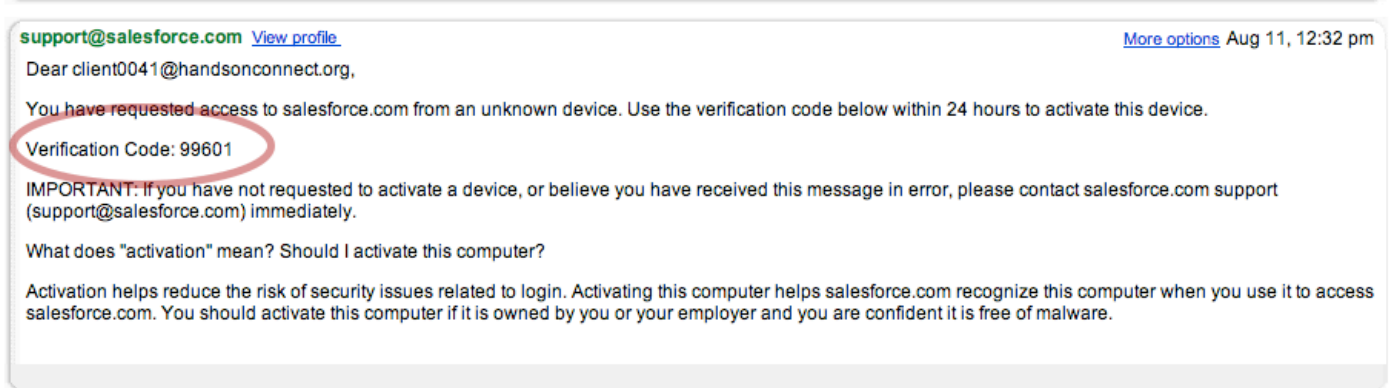 support@salesforce.com View profile More options Aug 11, 12:32 pm
Dear client0041@handsonconnect.org,
You have requested access to salesforce.com from an unknown device. Use the verification code below within 24 hours to activate this device.
Verification Code: 99601
IMPORTANT: If you have not requested to activate a device, or believe you have received this message in error, please contact salesforce.com support
(support@salesforce.com) immediately.
What does "activation" mean? Should I activate this computer?
Activation helps reduce the risk of security issues related to login. Activating this computer helps salesforce.com recognize this computer when you use it to access
salesforce.com. You should activate this computer if it is owned by you or your employer and you are confident it is free of malware.